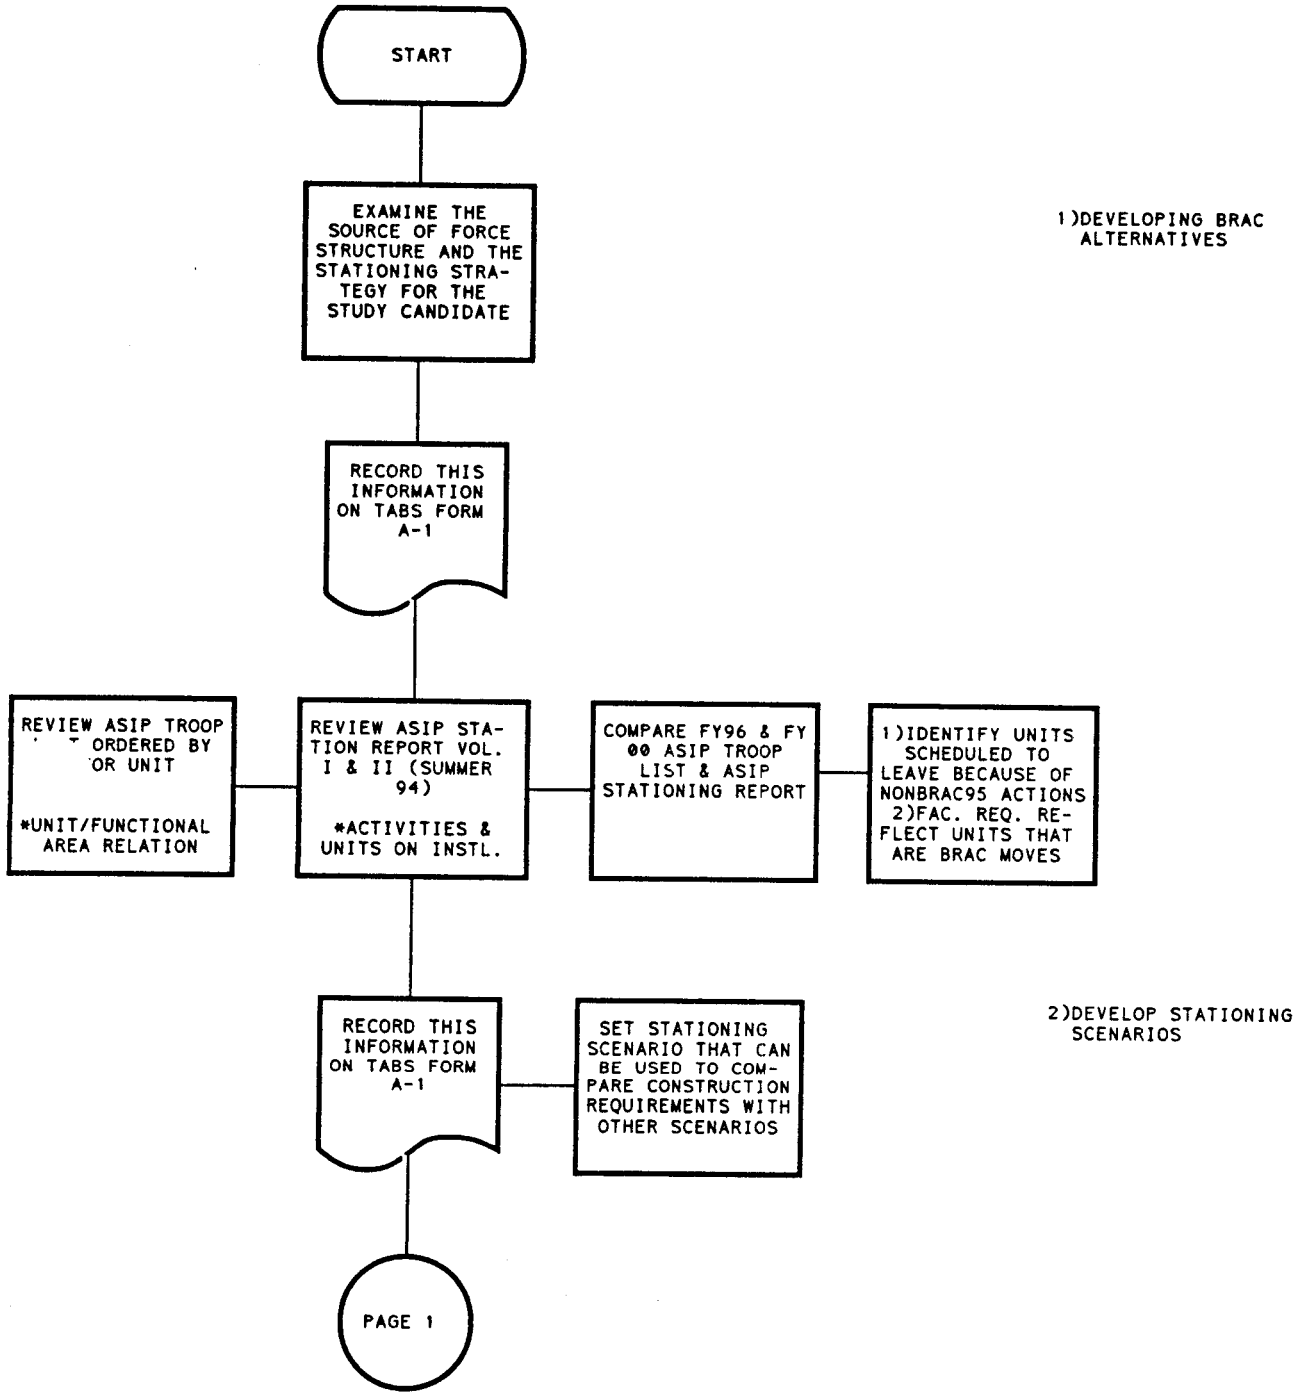 START
EXAMINE THE
SOURCE OF FORCE
STRUCTURE AND THE
STATIONING STRA-
TEGY FOR THE
STUDY CANDIDATE
1)DEVELOPING BRAC
ALTERNATIVES
RECORD THIS
INFORMATION
ON TABS FORM
A-1
REVIEW ASIP TROOP
ORDERED BY
OR UNIT
*UNIT/FUNCTIONAL
AREA RELATION
REVIEW ASIP STA-
TION REPORT VOL.
I & II (SUMMER
94)
*ACTIVITIES &
UNITS ON INSTL.
COMPARE FY96 & FY
00 ASIP TROOP
LIST & ASIP
STATIONING REPORT
1)IDENTIFY UNITS
SCHEDULED TO
LEAVE BECAUSE OF
NONBRAC95 ACTIONS
2)FAC. REQ. RE-
FLECT UNITS THAT
ARE BRAC MOVES
RECORD THIS
INFORMATION
ON TABS FORM
A-1
SET STATIONING
SCENARIO THAT CAN
BE USED TO COM-
PARE CONSTRUCTION
REQUIREMENTS WITH
OTHER SCENARIOS
2)DEVELOP STATIONING
SCENARIOS
PAGE 1